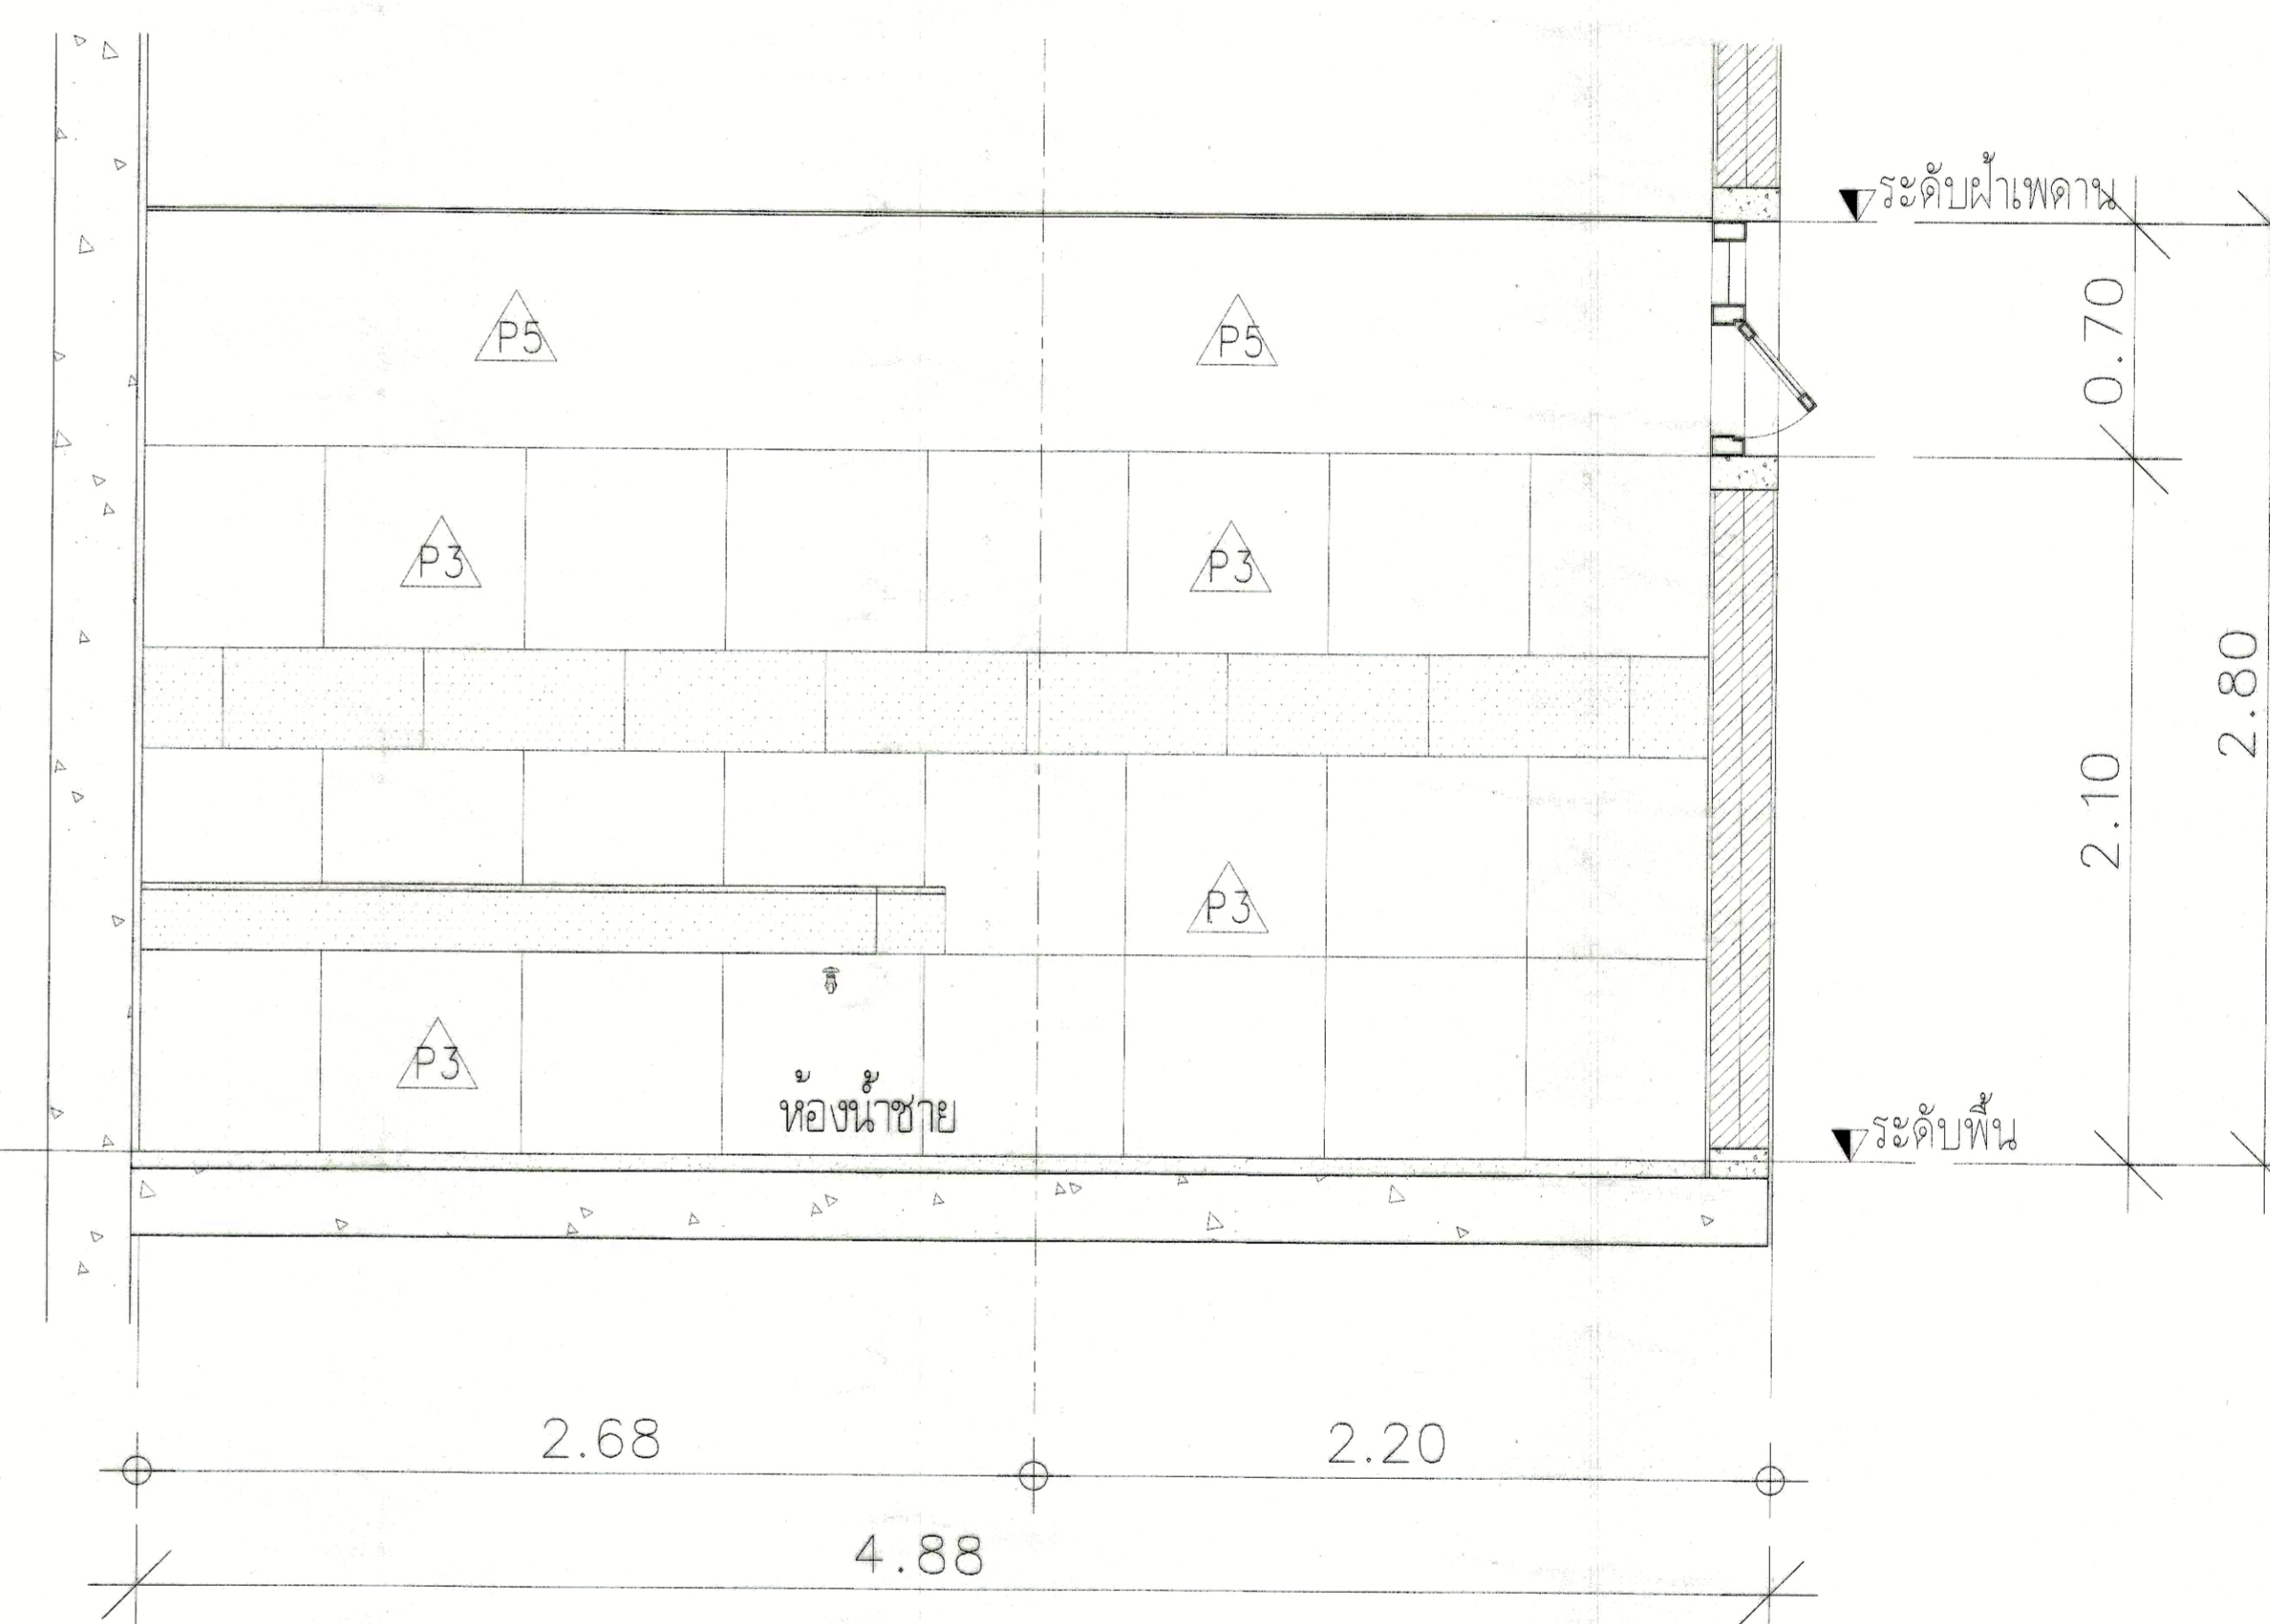 ระดับฝ้าเพดาน
P5
P5
0.70
P3
P3
2.80
2.10
P3
P3
ห้องน้ำชาย
ระดับพื้น
2.68
2.20
4.88